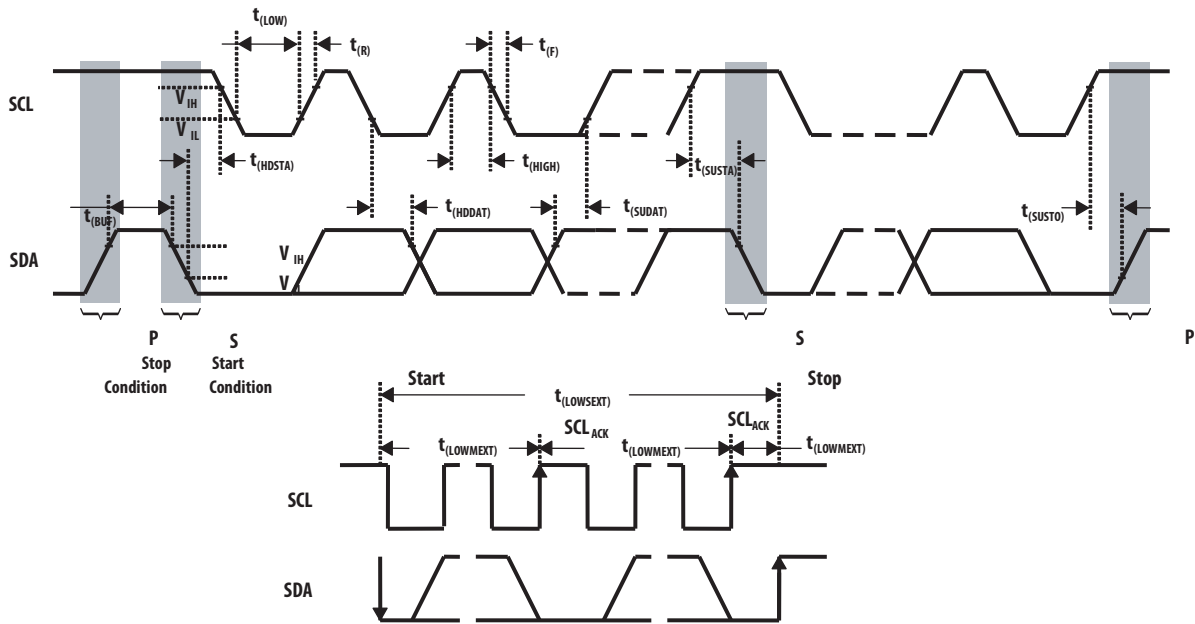 t(LOW)
t(R)
t(F)
SCL
VIH
VIL
t(HDSTA)
t(HIGH)
t(SUSTA)
t(BUF)
t(HDDAT)
t(SUDAT)
t(SUSTO)
SDA
VIH
V
P
S
S
P
Stop
Start
Condition
Condition
Start
Stop
t(LOWSEXT)
SCLACK
SCLACK
t(LOWMEXT)
t(LOWMEXT)
t(LOWMEXT)
SCL
SDA